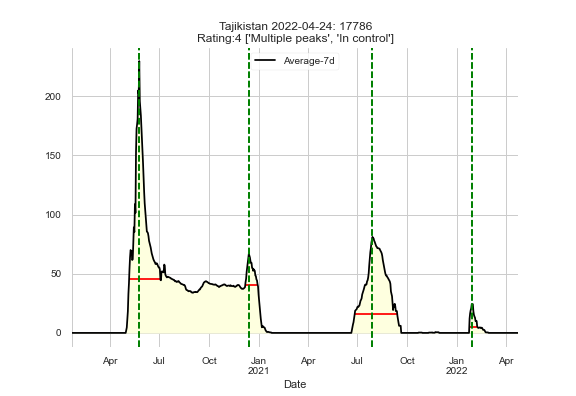 Tajikistan 2022-04-24: 17786
Rating:4 ['Multiple peaks', 'In control']
Average-7d
200
150
100
50
0
Apr Jul Oct Jan Apr Jul Oct Jan Apr
2021 2022
Date